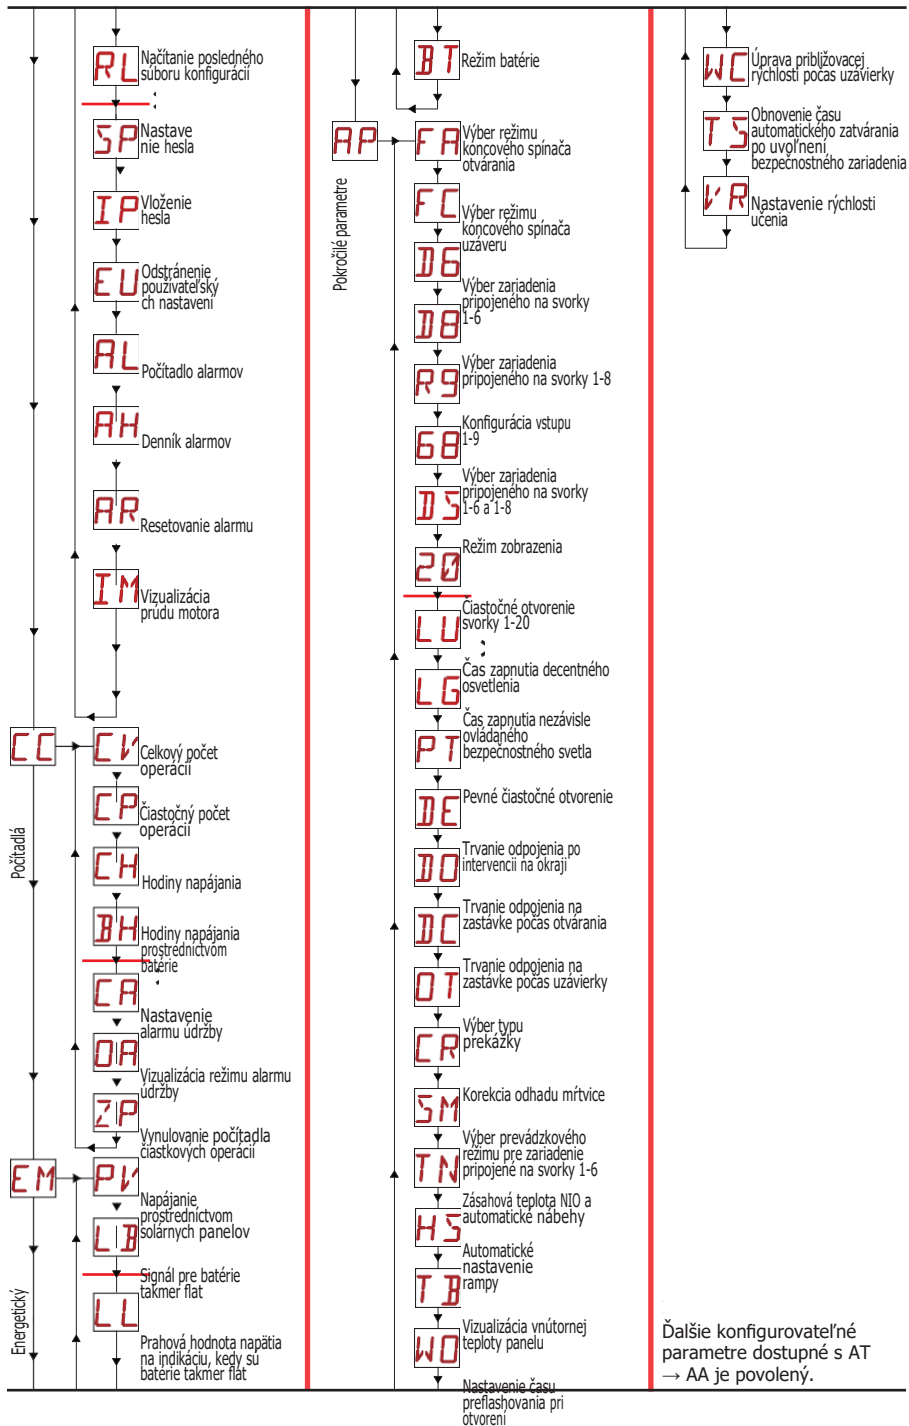 RL
Načítanie posledného
súboru konfigurácií
SP
Nastave
nie hesla
IP
Vloženie
hesla
EU
Odstránenie
používateľský
ch nastavení
AL
Počítadlo alarmov
AH
Denník alarmov
AR
Resetovanie alarmu
IM
Vizualizácia
prúdu motora
CC
Počítadlá
CV
Celkový počet
operácií
CP
Čiastočný počet
operácií
CH
Hodiny napájania
BH
Hodiny napájania
prostredníctvom
batérie
CA
Nastavenie
alarmu údržby
OA
Vizualizácia režimu alarmu
údržby
ZP
Vynulovanie počítadla
čiastkových operácií
EM
Energetický
PV
Napájanie
prostredníctvom
solárnych panelov
LB
Signál pre batérie
takmer flat
LL
Prahová hodnota napätia
na indikáciu, kedy sú
batérie takmer flat
BT
Režim batérie
AP
Pokročilé parametre
FA
Výber režimu
koncového spínača
otvárania
FC
Výber režimu
koncového spínača
uzáveru
D6
Výber zariadenia
pripojeného na svorky
1-6
D8
Výber zariadenia
pripojeného na svorky 1-8
R9
Konfigurácia vstupu
1-9
68
Výber zariadenia
pripojeného na svorky
1-6 a 1-8
DS
Režim zobrazenia
20
Čiastočné otvorenie
svorky 1-20
LU
Čas zapnutia decentného
osvetlenia
LG
Čas zapnutia nezávisle
ovládaného
bezpečnostného svetla
PT
Pevné čiastočné otvorenie
DE
Trvanie odpojenia po
intervencii na okraji
DO
Trvanie odpojenia na
zastávke počas otvárania
DC
Trvanie odpojenia na
zastávke počas uzávierky
OT
Výber typu
prekážky
CR
Korekcia odhadu mŕtvice
SM
Výber prevádzkového
režimu pre zariadenie
pripojené na svorky 1-6
TN
Zásahová teplota NIO a
automatické nábehy
HS
Automatické
nastavenie
rampy
TB
Vizualizácia vnútornej
teploty panelu
WO
Nastavenie času
preflashovania pri
otvorení
WC
Úprava približovacej
rýchlosti počas uzávierky
TS
Obnovenie času
automatického zatvárania
po uvoľnení
bezpečnostného zariadenia
VR
Nastavenie rýchlosti
učenia
Ďalšie konfigurovateľné
parametre dostupné s AT
→ AA je povolený.